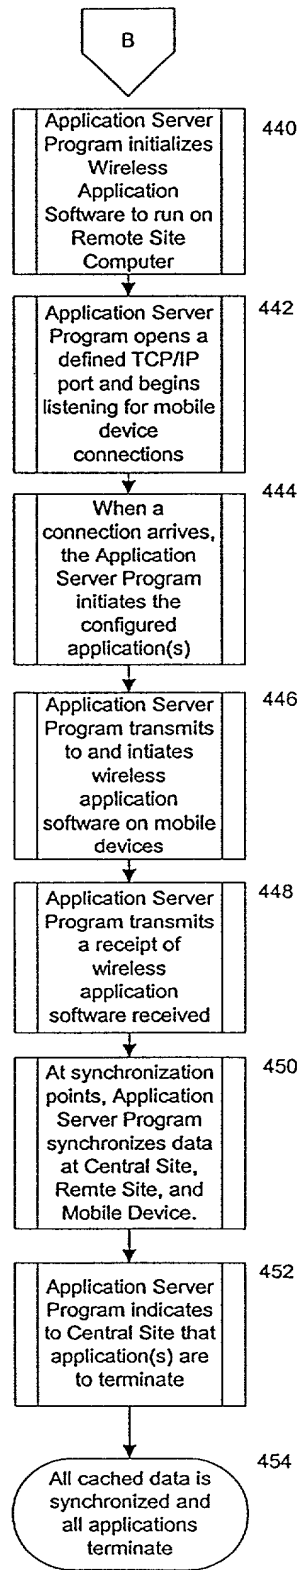 B
440
Application Server
Program initializes
Wireless
Application
Software to run on
Remote Site
Computer
442
Application Server
Program opens a
defined TCP/IP
port and begins
listening for mobile
device
connections
444
When a
connection arrives,
the Application
Server Program
initiates the
configured
application(s)
446
Application Server
Program transmits
to and intiates
wireless
application
software on mobile
devices
448
Application Server
Program transmits
a receipt of
wireless
application
software received
450
At synchronization
points, Application
Server Program
synchronizes data
at Central Site,
Remte Site, and
Mobile Device.
452
Application Server
Program indicates
to Central Site that
application(s) are
to terminate
454
All cached data is
synchronized and
all applications
terminate